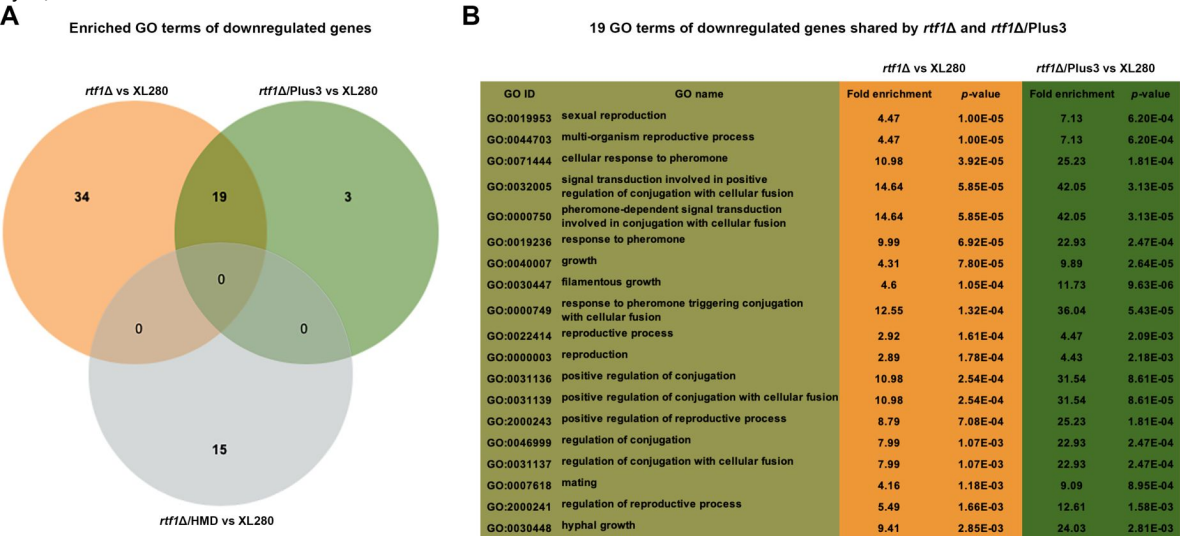 A
Enriched GO terms of downregulated genes
rtf1Δ vs XL280
rtf1Δ/Plus3 vs XL280
34
19
3
0
0
0
15
rtf1Δ/HMD vs XL280
B
19 GO terms of downregulated genes shared by rtf1Δ and rtf1Δ/Plus3
rtf1Δ vs XL280 rtf1Δ/Plus3 vs XL280
GO ID GO name Fold enrichment p-value Fold enrichment p-value
GO:0019953 sexual reproduction 4.47 1.00E-05 7.13 6.20E-04
GO:0044703 multi-organism reproductive process 4.47 1.00E-05 7.13 6.20E-04
GO:0071444 cellular response to pheromone 10.98 3.92E-05 25.23 1.81E-04
GO:0032005 signal transduction involved in positive
regulation of conjugation with cellular fusion 14.64 5.85E-05 42.05 3.13E-05
GO:0000750 pheromone-dependent signal transduction
involved in conjugation with cellular fusion 14.64 5.85E-05 42.05 3.13E-05
GO:0019236 response to pheromone 9.99 6.92E-05 22.93 2.47E-04
GO:0040007 growth 4.31 7.80E-05 9.89 2.64E-05
GO:0030447 filamentous growth 4.6 1.05E-04 11.73 9.63E-06
GO:0000749 response to pheromone triggering conjugation
with cellular fusion 12.55 1.32E-04 36.04 5.43E-05
GO:0022414 reproductive process 2.92 1.61E-04 4.47 2.09E-03
GO:0000003 reproduction 2.89 1.78E-04 4.43 2.18E-03
GO:0031136 positive regulation of conjugation 10.98 2.54E-04 31.54 8.61E-05
GO:0031139 positive regulation of conjugation with cellular fusion 10.98 2.54E-04 31.54 8.61E-05
GO:2000243 positive regulation of reproductive process 8.79 7.08E-04 25.23 1.81E-04
GO:0046999 regulation of conjugation 7.99 1.07E-03 22.93 2.47E-04
GO:0031137 regulation of conjugation with cellular fusion 7.99 1.07E-03 22.93 2.47E-04
GO:0007618 mating 4.16 1.18E-03 9.09 8.95E-04
GO:2000241 regulation of reproductive process 5.49 1.66E-03 12.61 1.58E-03
GO:0030448 hyphal growth 9.41 2.85E-03 24.03 2.81E-03